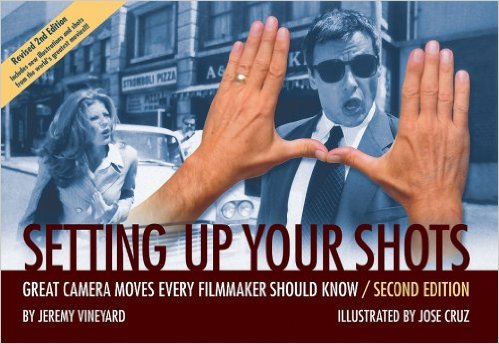 Revised 2nd Edition
Includes new illustrations and shots
from the world's greatest movies!!!
STROMBOLI PIZZA
SETTING UP YOUR SHOTS
GREAT CAMERA MOVES EVERY FILMMAKER SHOULD KNOW / SECOND EDITION
BY JEREMY VINEYARD
ILLUSTRATED BY JOSE CRUZ